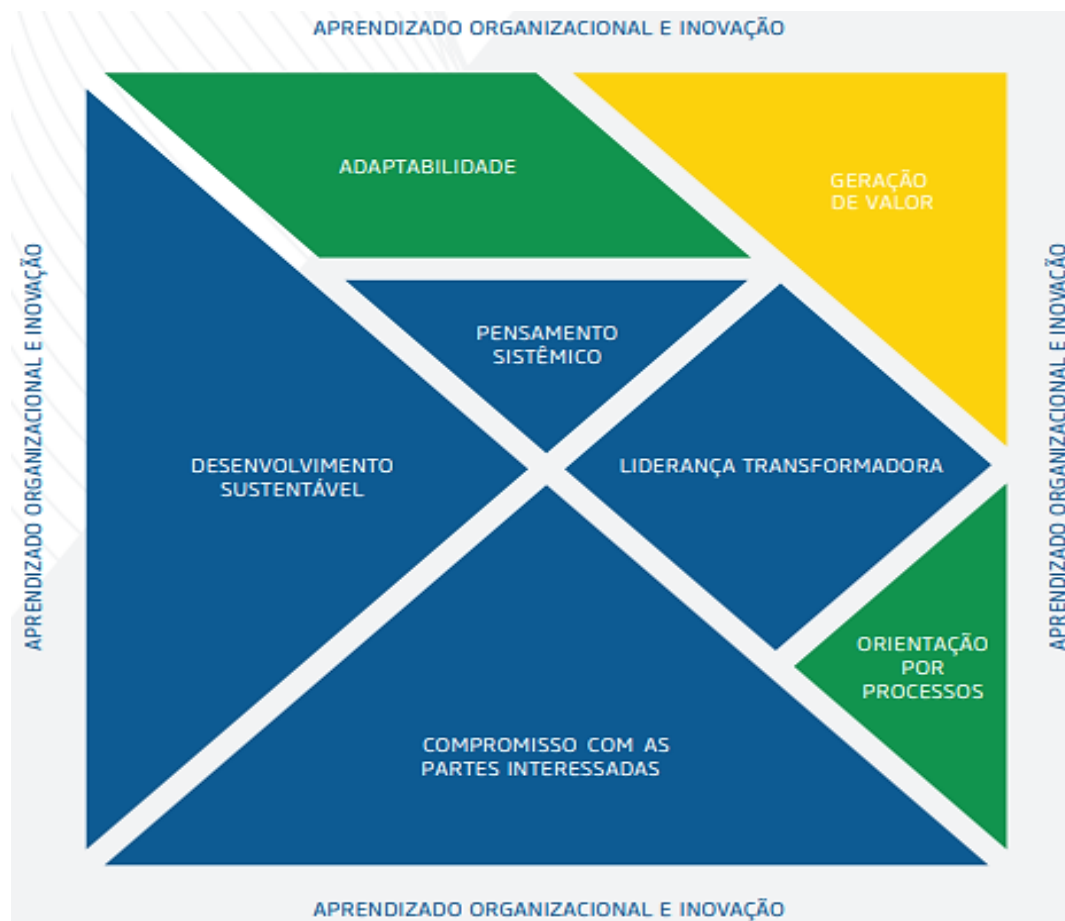 APRENDIZADO ORGANIZACIONAL E INOVAÇÃO
ADAPTABILIDADE
GERAÇÃO
DE VALOR
APRENDIZADO ORGANIZACIONAL E INOVAÇÃO
APRENDIZADO ORGANIZACIONAL E INOVAÇÃO
PENSAMENTO
SISTÊMICO
DESENVOLVIMENTO
SUSTENTÁVEL
LIDERANÇA TRANSFORMADORA
ORIENTAÇÃO
POR
PROCESSOS
COMPROMISSO COM AS
PARTES INTERESSADAS
APRENDIZADO ORGANIZACIONAL E INOVAÇÃO